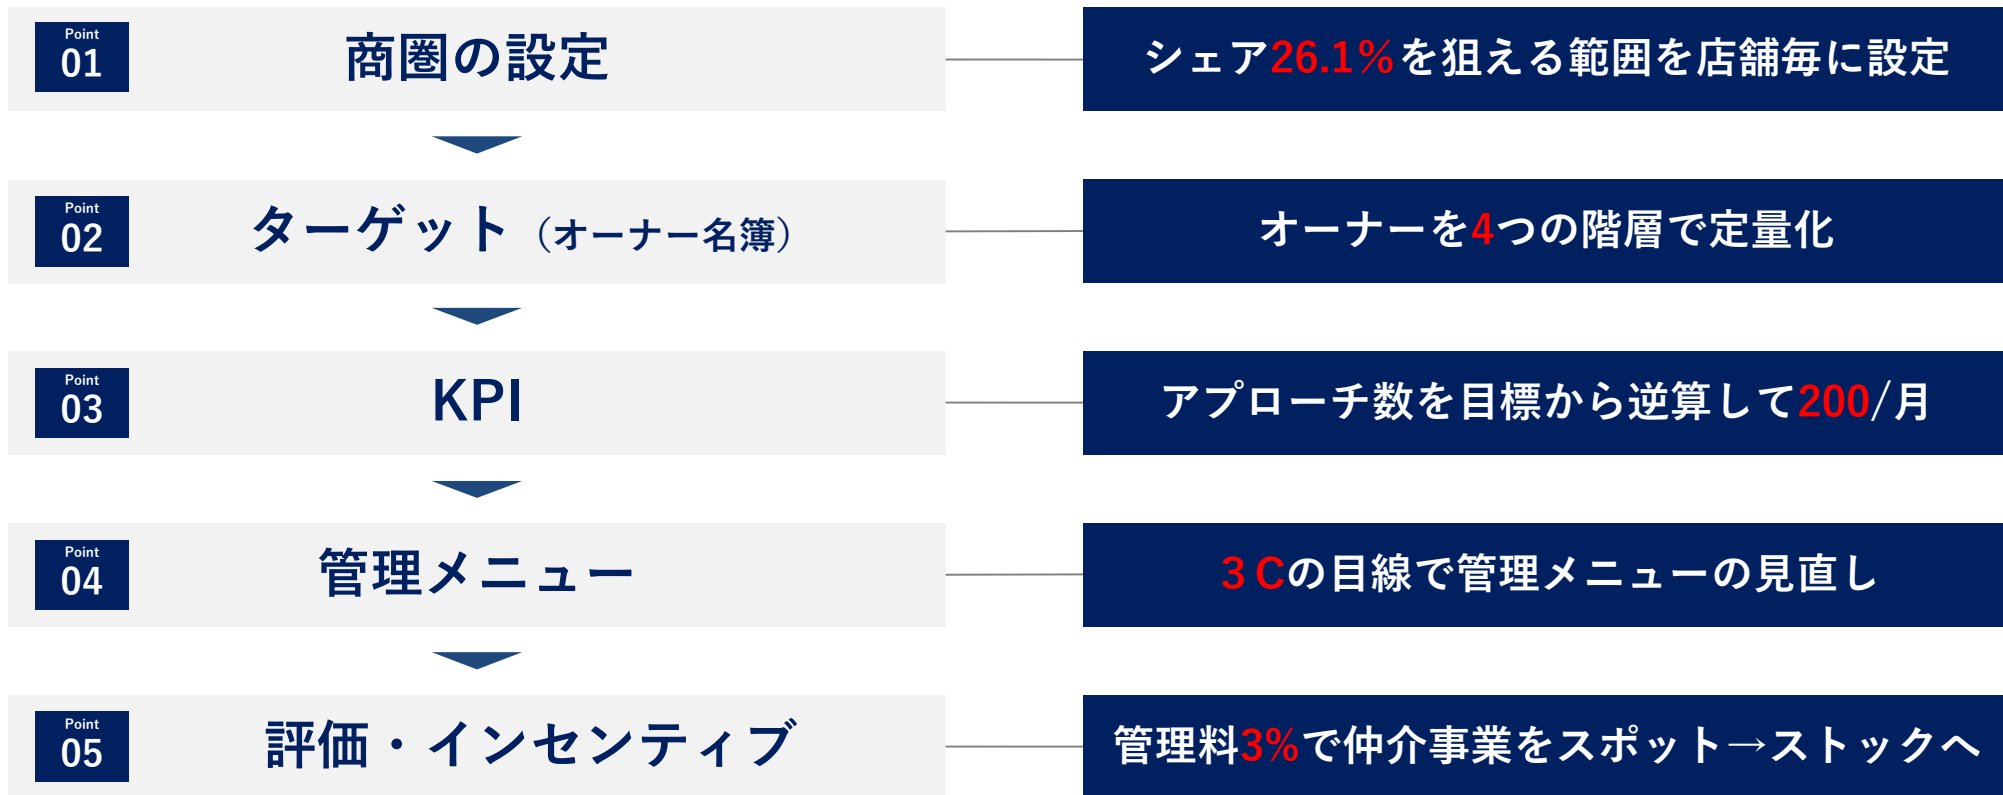 Point
01
商圏の設定
シェア26.1%を狙える範囲を店舗毎に設定
Point
02
ターゲット（オーナー名簿）
オーナーを4つの階層で定量化
Point
03
KPI
アプローチ数を目標から逆算して200/月
Point
04
管理メニュー
３Cの目線で管理メニューの見直し
Point
05
評価・インセンティブ
管理料3%で仲介事業をスポット→ストックへ